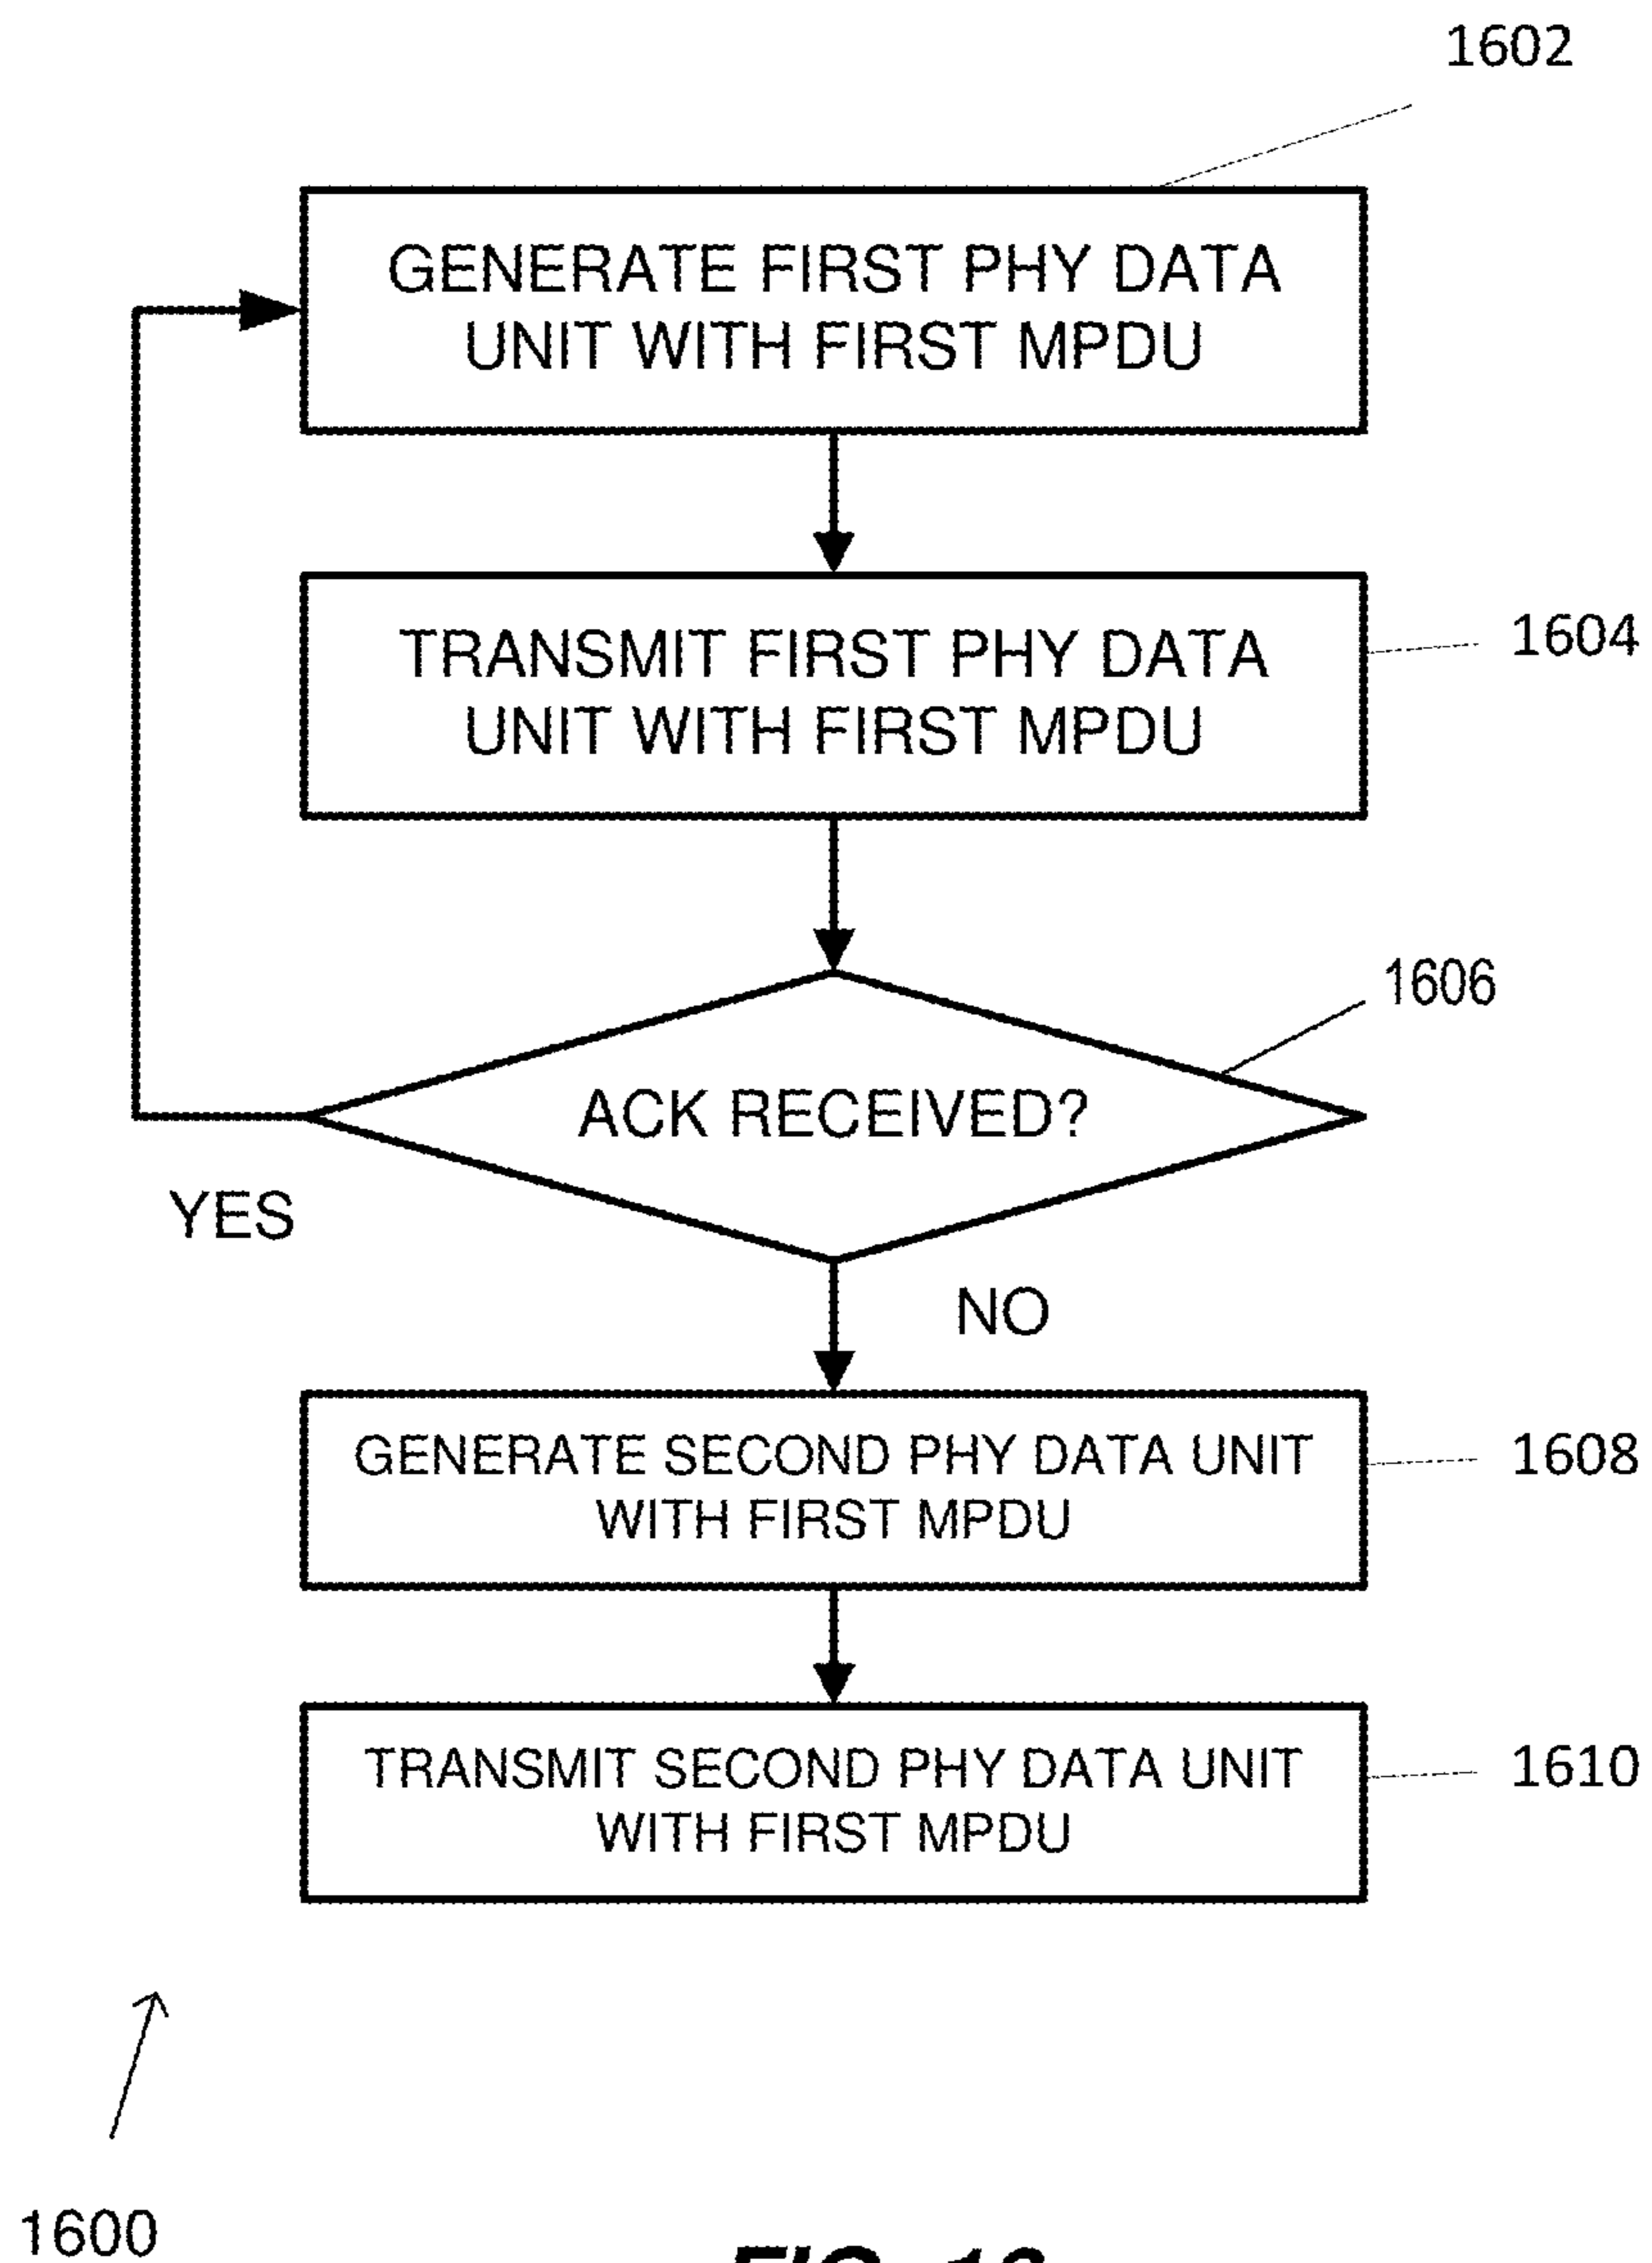 1602
GENERATE FIRST PHY DATA
UNIT WITH FIRST MPDU
TRANSMIT FIRST PHY DATA
UNIT WITH FIRST MPDU
1604
1606
ACK RECEIVED?
YES
NO
GENERATE SECOND PHY DATA UNIT
WITH FIRST MPDU
1608
TRANSMIT SECOND PHY DATA UNIT
WITH FIRST MPDU
1610
1600